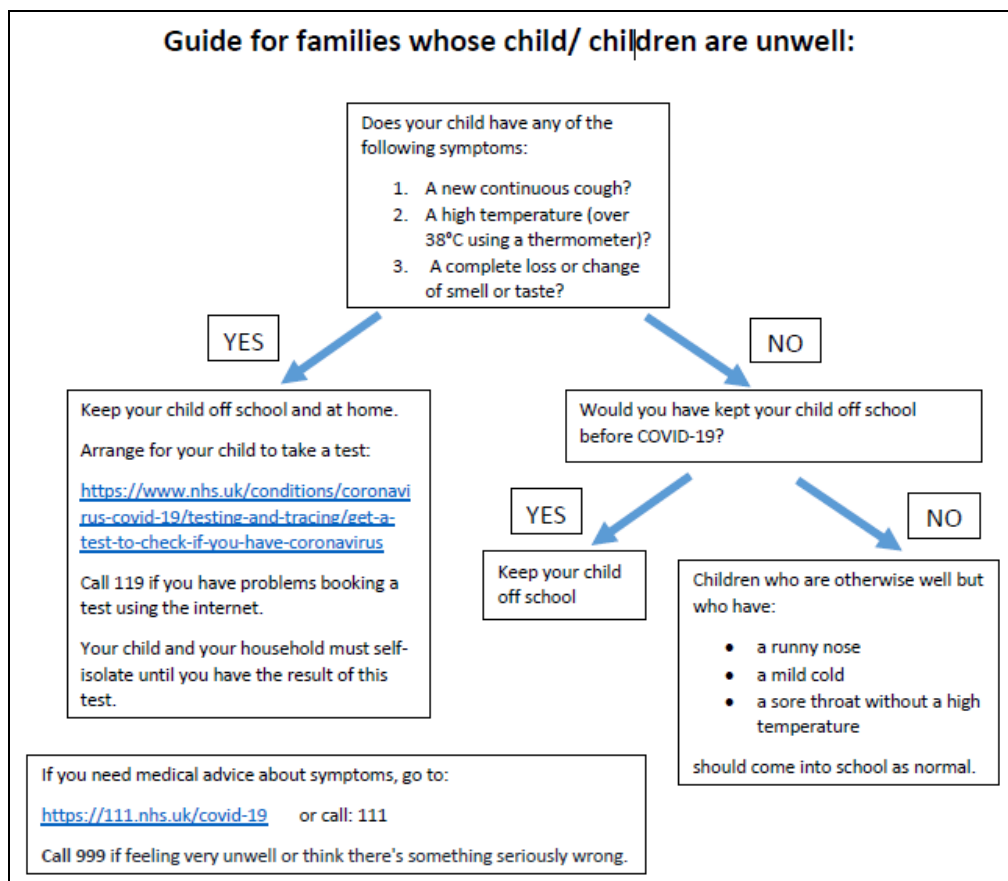 Guide for families whose child/ children are unwell:
Does your child have any of the
following symptoms:
1. A new continuous cough?
2. A high temperature (over
38°C using a thermometer)?
3. A complete loss or change
of smell or taste?
YES
NO
Keep your child off school and at home.
Arrange for your child to take a test:
https://www.nhs.uk/conditions/coronavi
rus-covid-19/testing-and-tracing/get-a-
test-to-check-if-you-have-coronavirus
Call 119 if you have problems booking a
test using the internet.
Your child and your household must self-
isolate until you have the result of this
test.
Would you have kept your child off school
before COVID-19?
YES
NO
Keep your child
off school
Children who are otherwise well but
who have:
• a runny nose
• a mild cold
• a sore throat without a high
temperature
should come into school as normal.
If you need medical advice about symptoms, go to:
https://111.nhs.uk/covid-19 or call: 111
Call 999 if feeling very unwell or think there's something seriously wrong.